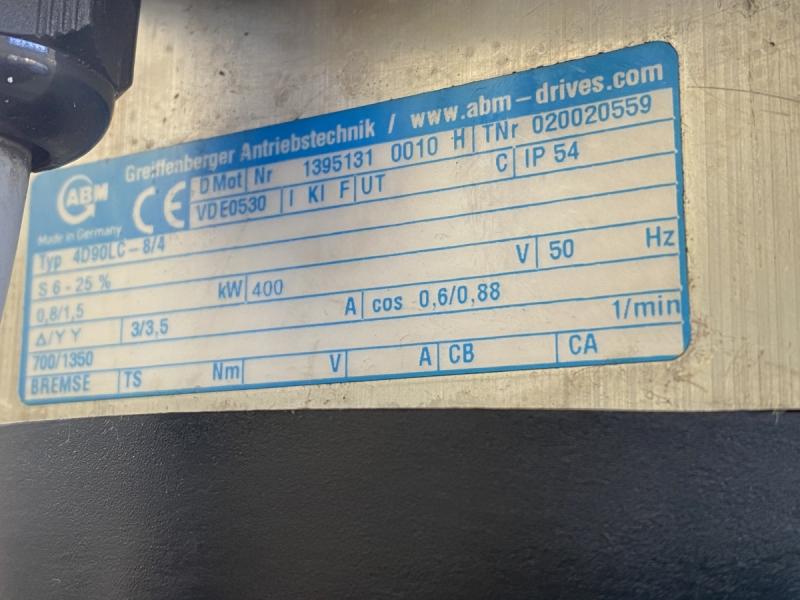 Greiffenberger Antriebstechnik / www.abm-drives.com
ABM
Made in Germany
CE
D Mot Nr 1395131 0010 H TNr 020020559
VDE0530 I KI F UT C IP 54
Typ 4D90LC-8/4
S 6-25 %
0,8/1,5 kW 400 V 50 Hz
Δ/YY 3/3,5 A cos 0,6/0,88
700/1350 1/min
BREMSE TS Nm V A CB CA